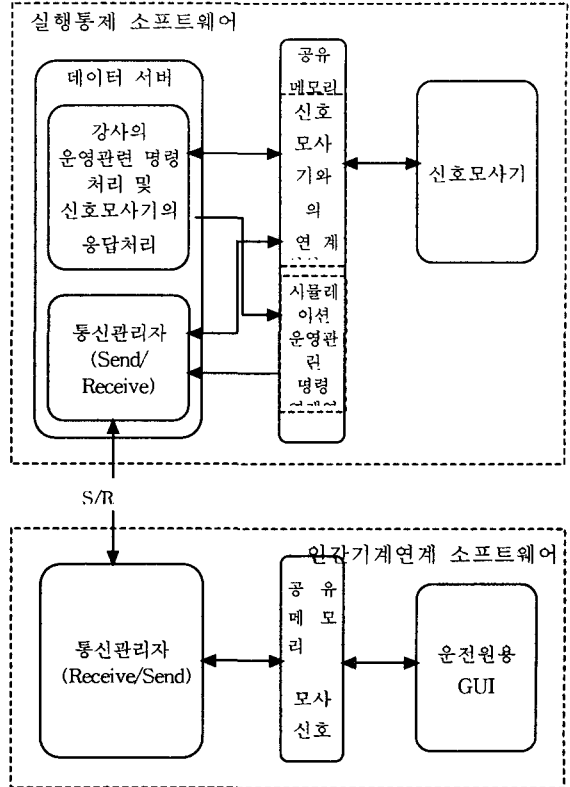 실행통제 소프트웨어
데이터 서버
강사의
운영관련 명령
처리 및
신호모사기의
응답처리
통신관리자
(Send/
Receive)
공유
메모리
신호
모사
기와
의
연 계
시뮬레
이션
운영관
련
명령
신호모사기
S/R
인간기계연계 소프트웨어
통신관리자
(Receive/Send)
공 유
메 모
리
모사
신호
운전원용
GUI